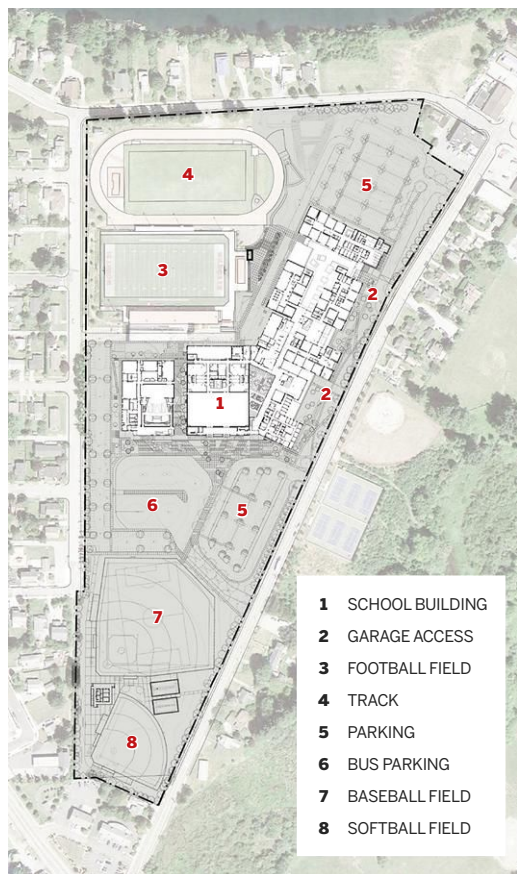 4
5
3
2
2
1
6
5
7
8
1 SCHOOL BUILDING
2 GARAGE ACCESS
3 FOOTBALL FIELD
4 TRACK
5 PARKING
6 BUS PARKING
7 BASEBALL FIELD
8 SOFTBALL FIELD